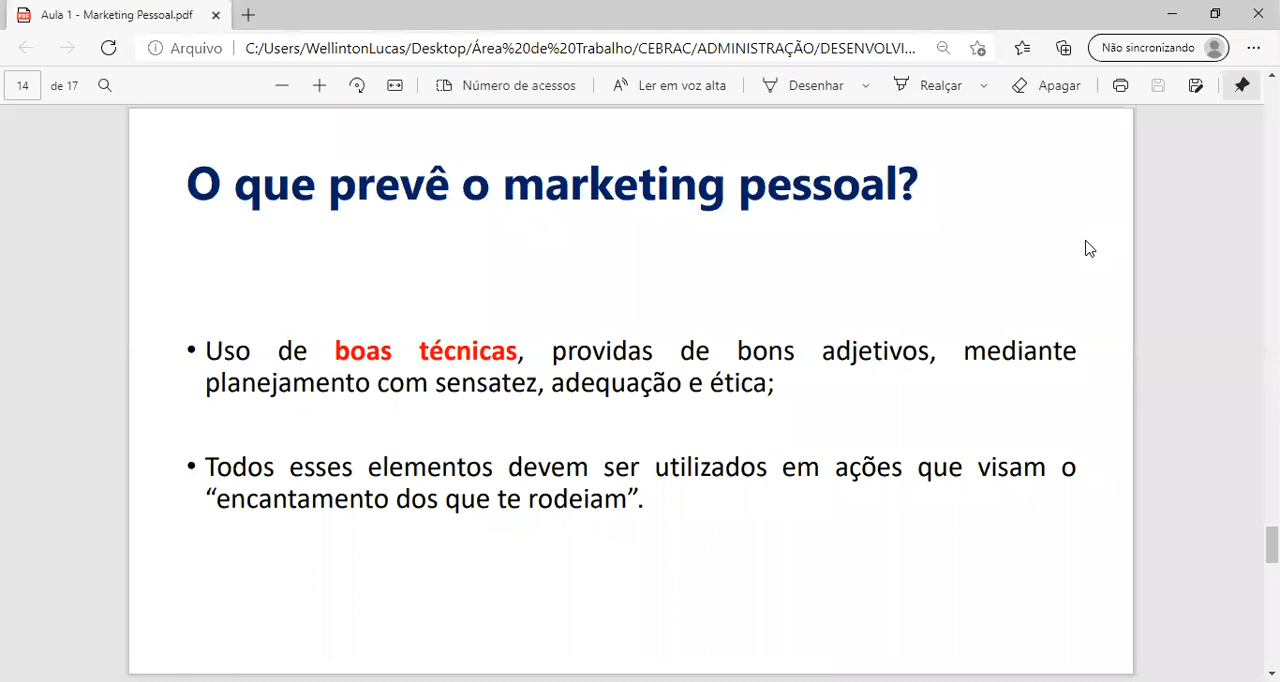 Aula 1 - Marketing Pessoal.pdf
Arquivo C:/Users/WellintonLucas/Desktop/Área%20de%20Trabalho/CEBRAC/ADMINISTRAÇÃO/DESENVOLVI... Não sincronizando
14 de 17 Número de acessos Ler em voz alta Desenhar Realçar Apagar
O que prevê o marketing pessoal?
• Uso de boas técnicas, providas de bons adjetivos, mediante
planejamento com sensatez, adequação e ética;
• Todos esses elementos devem ser utilizados em ações que visam o
“encantamento dos que te rodeiam”.